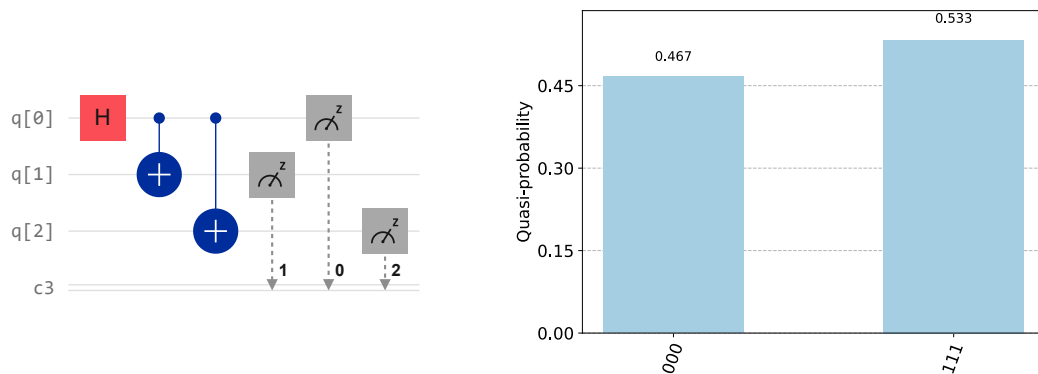 q[0]
H
z
q[1]
z
q[2]
z
c3
1
0
2
0.467
0.533
Quasi-probability
0.45
0.30
0.15
0.00
000
111